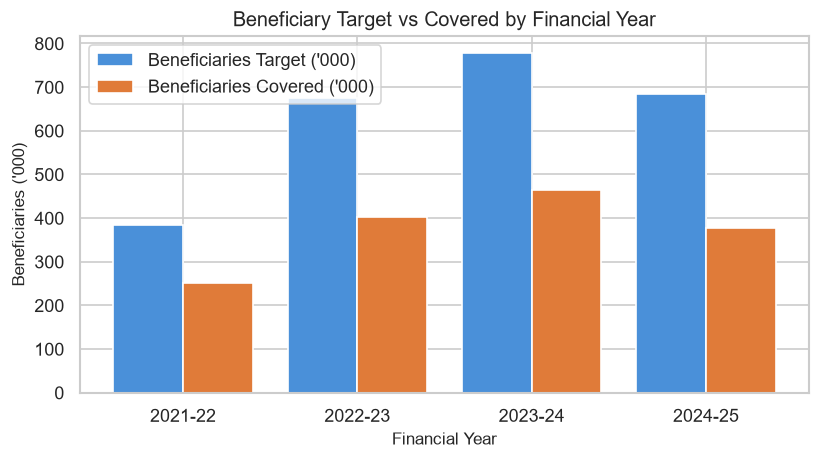 Beneficiary Target vs Covered by Financial Year
Beneficiaries Target ('000)
Beneficiaries Covered ('000)
Beneficiaries ('000)
800
700
600
500
400
300
200
100
0
2021-22
2022-23
2023-24
2024-25
Financial Year